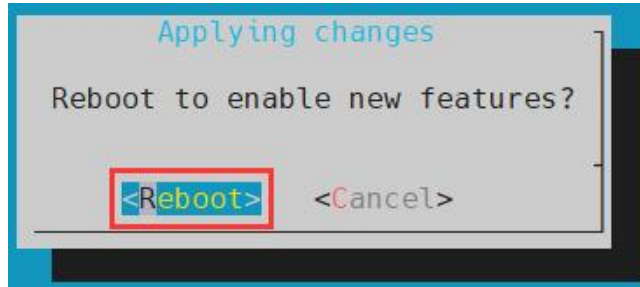 Applying changes
Reboot to enable new features?
<Reboot> <Cancel>